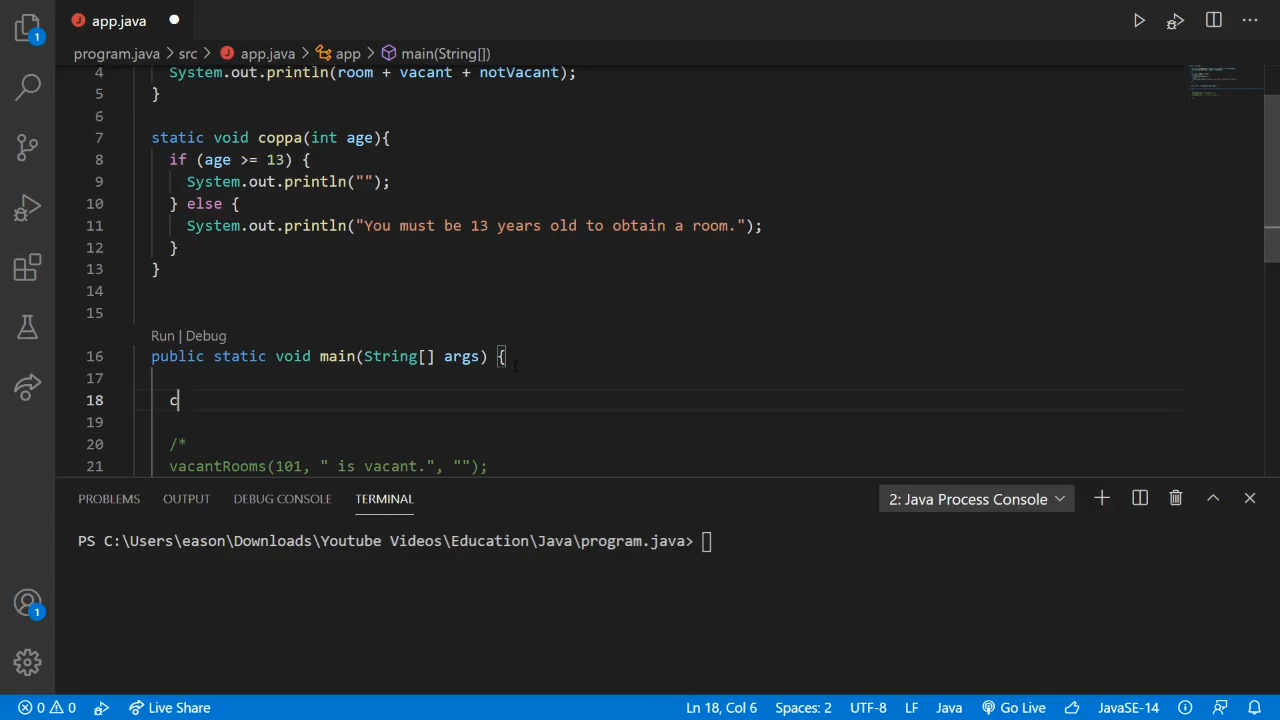 1
app.java
program.java > src > app.java > app > main(String[])
4 System.out.println(room + vacant + notVacant);
5 }
6
7 static void coppa(int age){
8 if (age >= 13) {
9 System.out.println("");
10 } else {
11 System.out.println("You must be 13 years old to obtain a room.");
12 }
13 }
14
15
Run | Debug
16 public static void main(String[] args) {
17
18 c
19
20 /*
21 vacantRooms(101, " is vacant.", "");
PROBLEMS OUTPUT DEBUG CONSOLE TERMINAL 2: Java Process Console
PS C:\Users\eason\Downloads\Youtube Videos\Education\Java\program.java>
1
0 0 Live Share Ln 18, Col 6 Spaces: 2 UTF-8 LF Java Go Live JavaSE-14